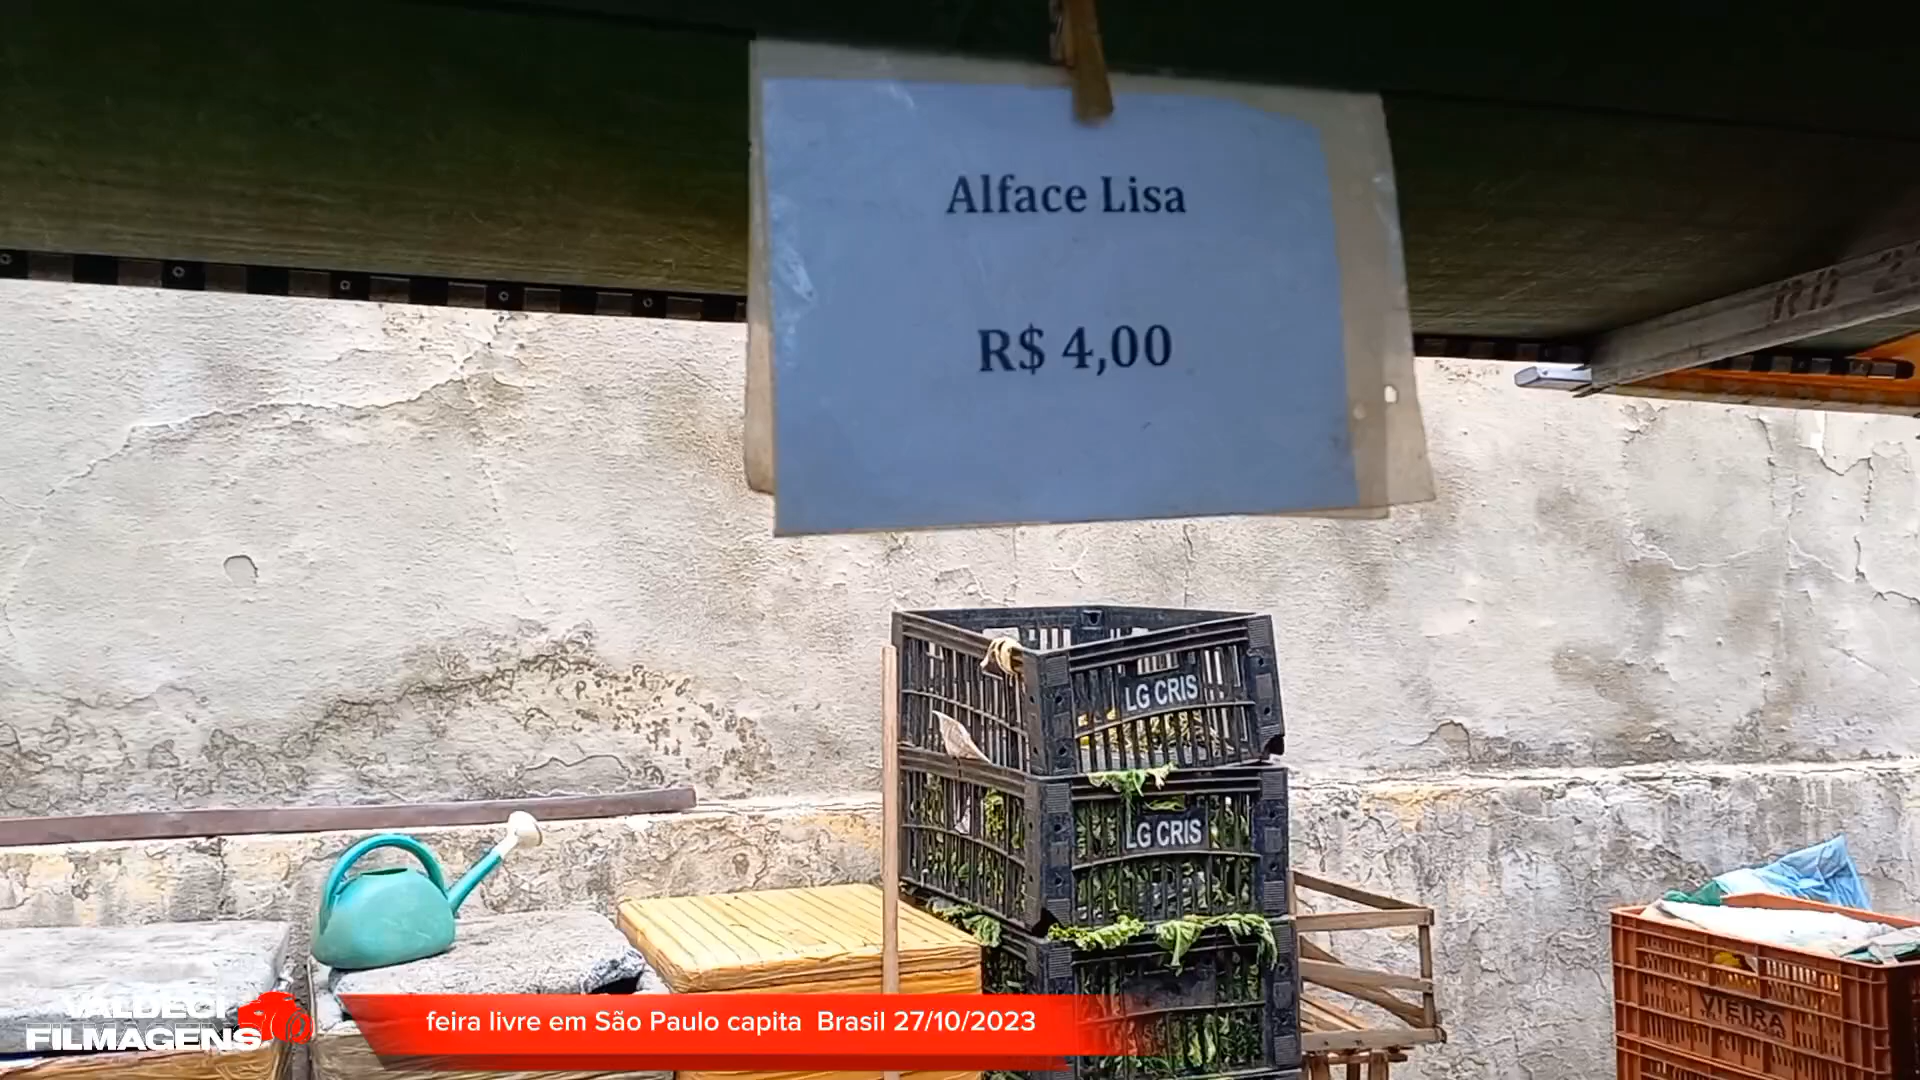 Alface Lisa
R$ 4,00
LG CRIS
LG CRIS
VIEIRA
VALDECI
FILMAGENS
feira livre em São Paulo capita Brasil 27/10/2023